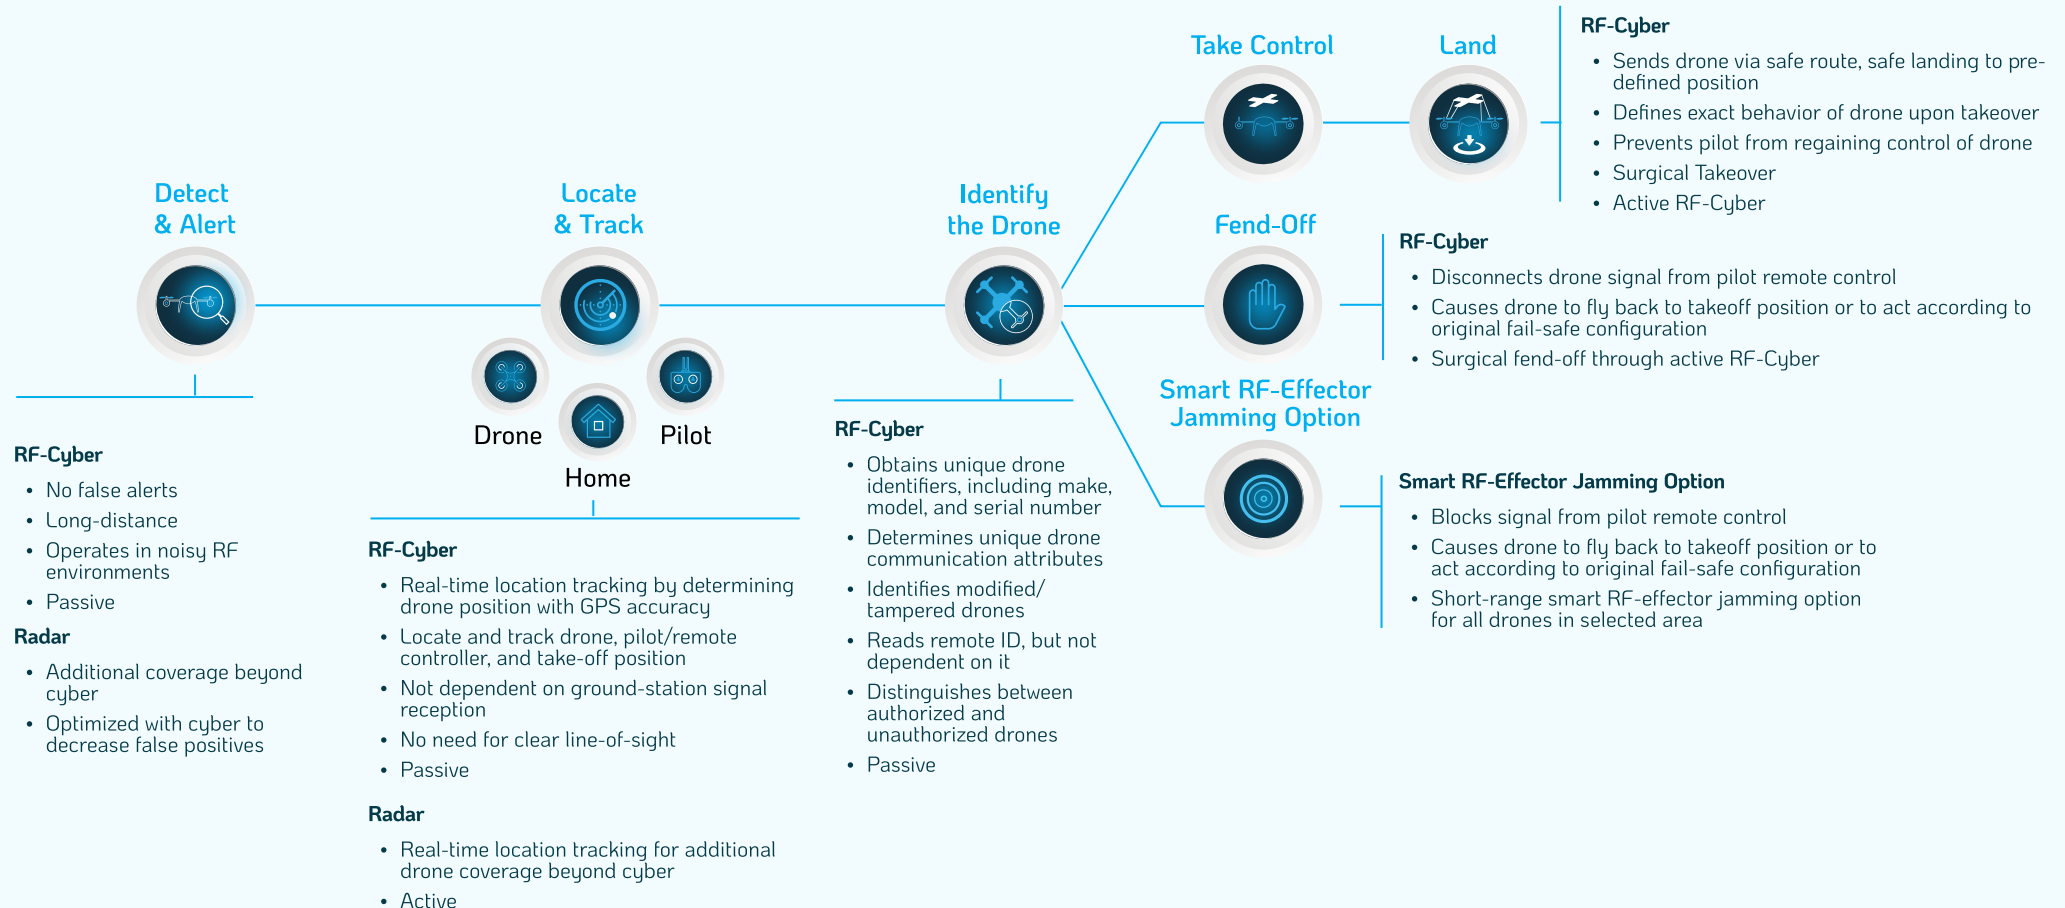 Detect
& Alert
RF-Cyber
• No false alerts
• Long-distance
• Operates in noisy RF
environments
• Passive
Radar
• Additional coverage beyond
cyber
• Optimized with cyber to
decrease false positives
Locate
& Track
Drone
Home
Pilot
RF-Cyber
• Real-time location tracking by determining
drone position with GPS accuracy
• Locate and track drone, pilot/remote
controller, and take-off position
• Not dependent on ground-station signal
reception
• No need for clear line-of-sight
• Passive
Radar
• Real-time location tracking for additional
drone coverage beyond cyber
• Active
Identify
the Drone
RF-Cyber
• Obtains unique drone
identifiers, including make,
model, and serial number
• Determines unique drone
communication attributes
• Identifies modified/
tampered drones
• Reads remote ID, but not
dependent on it
• Distinguishes between
authorized and
unauthorized drones
• Passive
Take Control
Land
RF-Cyber
• Sends drone via safe route, safe landing to pre-
defined position
• Defines exact behavior of drone upon takeover
• Prevents pilot from regaining control of drone
• Surgical Takeover
• Active RF-Cyber
Fend-Off
RF-Cyber
• Disconnects drone signal from pilot remote control
• Causes drone to fly back to takeoff position or to act according to
original fail-safe configuration
• Surgical fend-off through active RF-Cyber
Smart RF-Effector
Jamming Option
Smart RF-Effector Jamming Option
• Blocks signal from pilot remote control
• Causes drone to fly back to takeoff position or to
act according to original fail-safe configuration
• Short-range smart RF-effector jamming option
for all drones in selected area